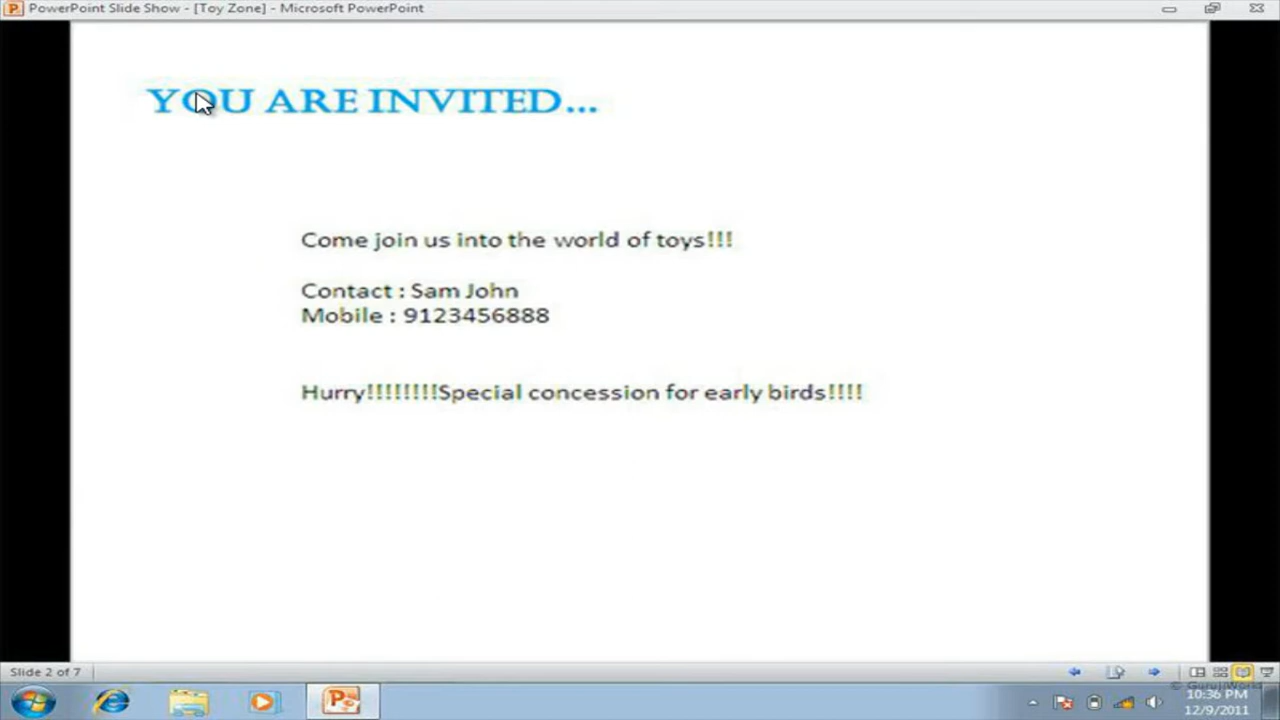 PowerPoint Slide Show - [Toy Zone] - Microsoft PowerPoint
YOU ARE INVITED...
Come join us into the world of toys!!!
Contact : Sam John
Mobile : 9123456888
Hurry!!!!!!!!Special concession for early birds!!!!
Slide 2 of 7
10:36 PM
12/9/2011